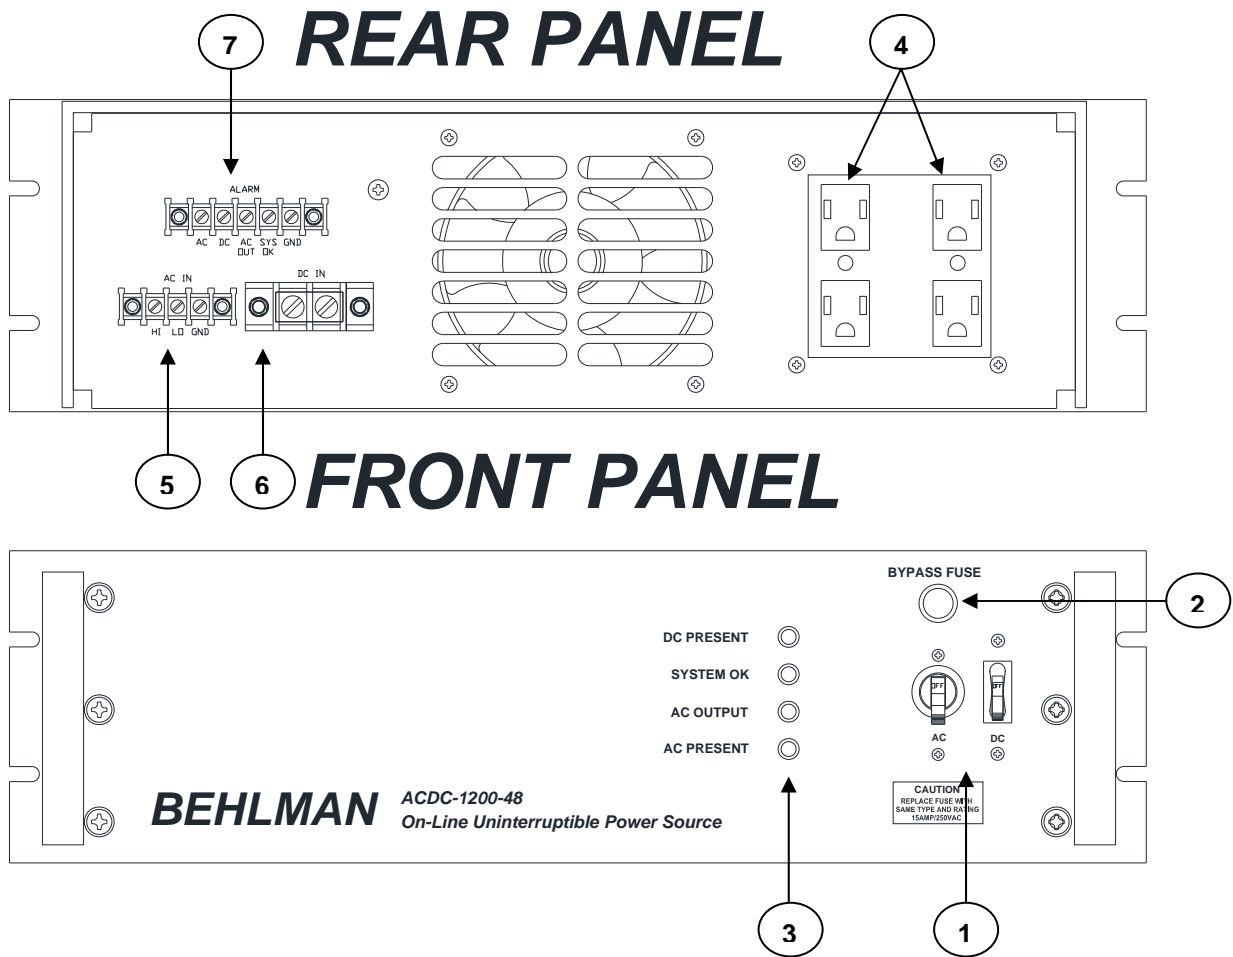 REAR PANEL
7
4
ALARM
AC DC AC OUT SYS OK GND
AC IN
HI LO GND
DC IN
5
6
FRONT PANEL
BYPASS FUSE
2
DC PRESENT
SYSTEM OK
AC OUTPUT
AC PRESENT
OFF
OFF
AC
DC
CAUTION
REPLACE FUSE WITH
SAME TYPE AND RATING
15AMP/250VAC
BEHLMAN
ACDC-1200-48
On-Line Uninterruptible Power Source
3
1